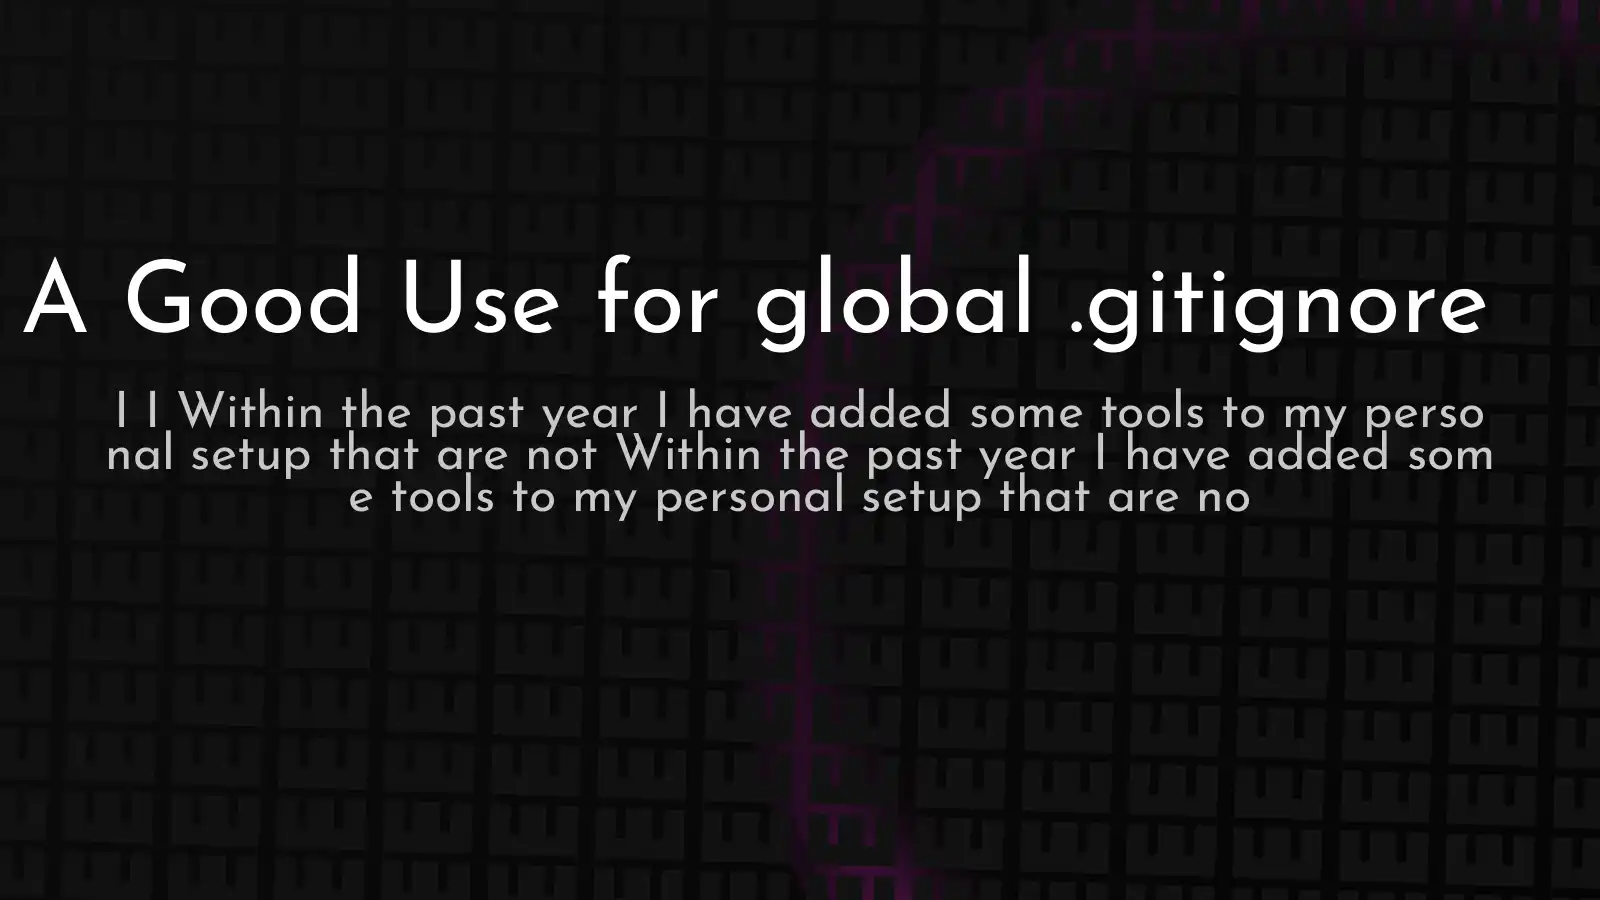 A Good Use for global .gitignore
I I Within the past year I have added some tools to my perso
nal setup that are not Within the past year I have added som
e tools to my personal setup that are no